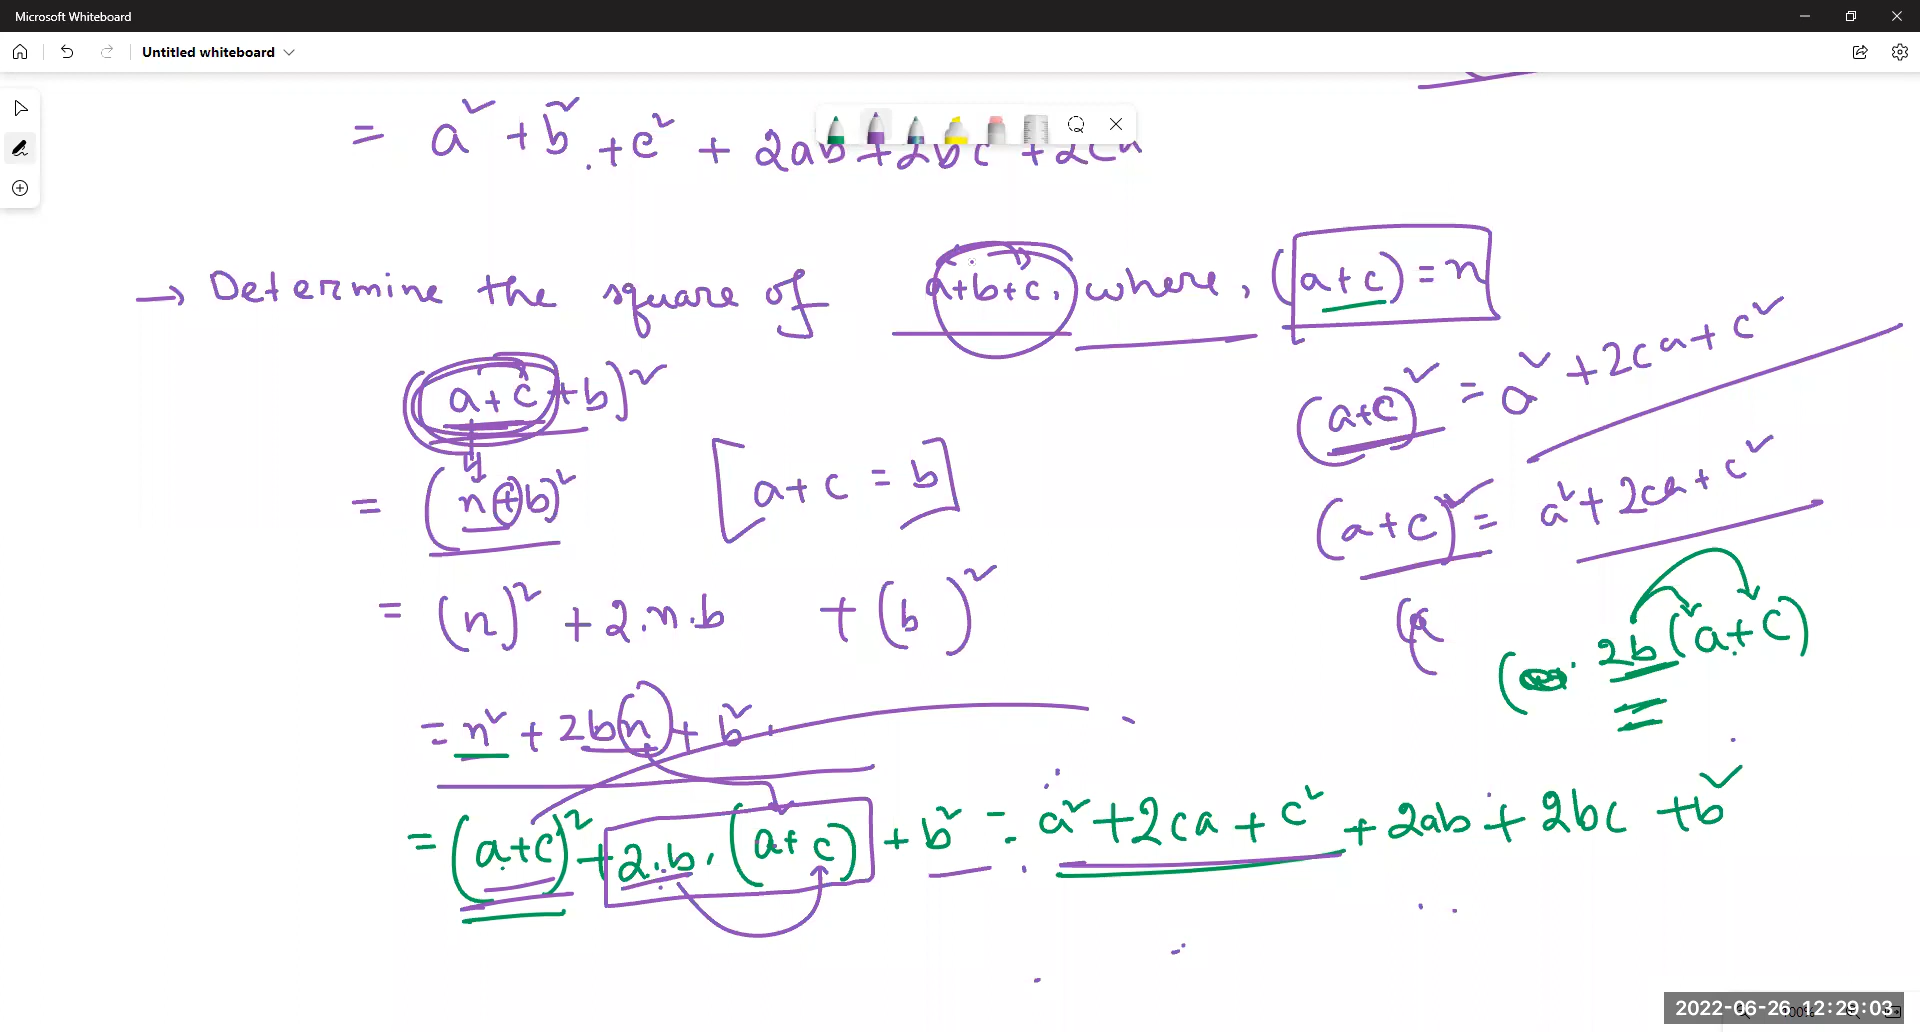 Microsoft Whiteboard
Untitled whiteboard
= a² + b² + c² + 2ab + 2bc + 2ca
→ Determine the square of a+b+c, where, (a+c) = n
(a+c+b)²
= (n+b)²
[a+c = b]
= (n)² + 2.n.b + (b)²
= n² + 2bn + b²
= (a+c)² + 2.b.(a+c) + b² = a² + 2ca + c² + 2ab + 2bc + b²
(a+c)² = a² + 2ca + c²
(a+c)² = a² + 2ca + c²
(a
( 2b(a+c)
2022-06-26 12:29:03